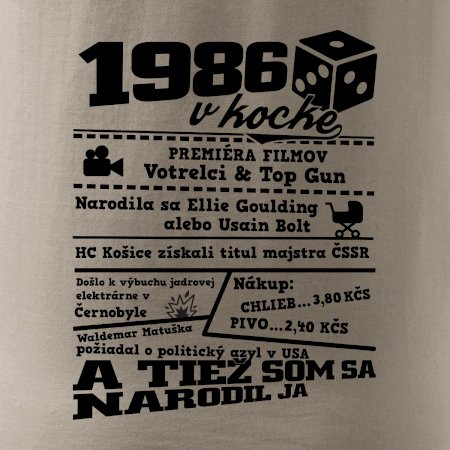 1986
v kocke
PREMIÉRA FILMOV
Votrelci & Top Gun
Narodila sa Ellie Goulding
alebo Usain Bolt
HC Košice získali titul majstra ČSSR
Došlo k výbuchu jadrovej
elektrárne v
Černobyle
Nákup:
CHLIEB...3,80 KČS
PIVO...2,40 KČS
Waldemar Matuška
požiadal o politický azyl v USA
A TIEŽ SOM SA
NARODIL JA